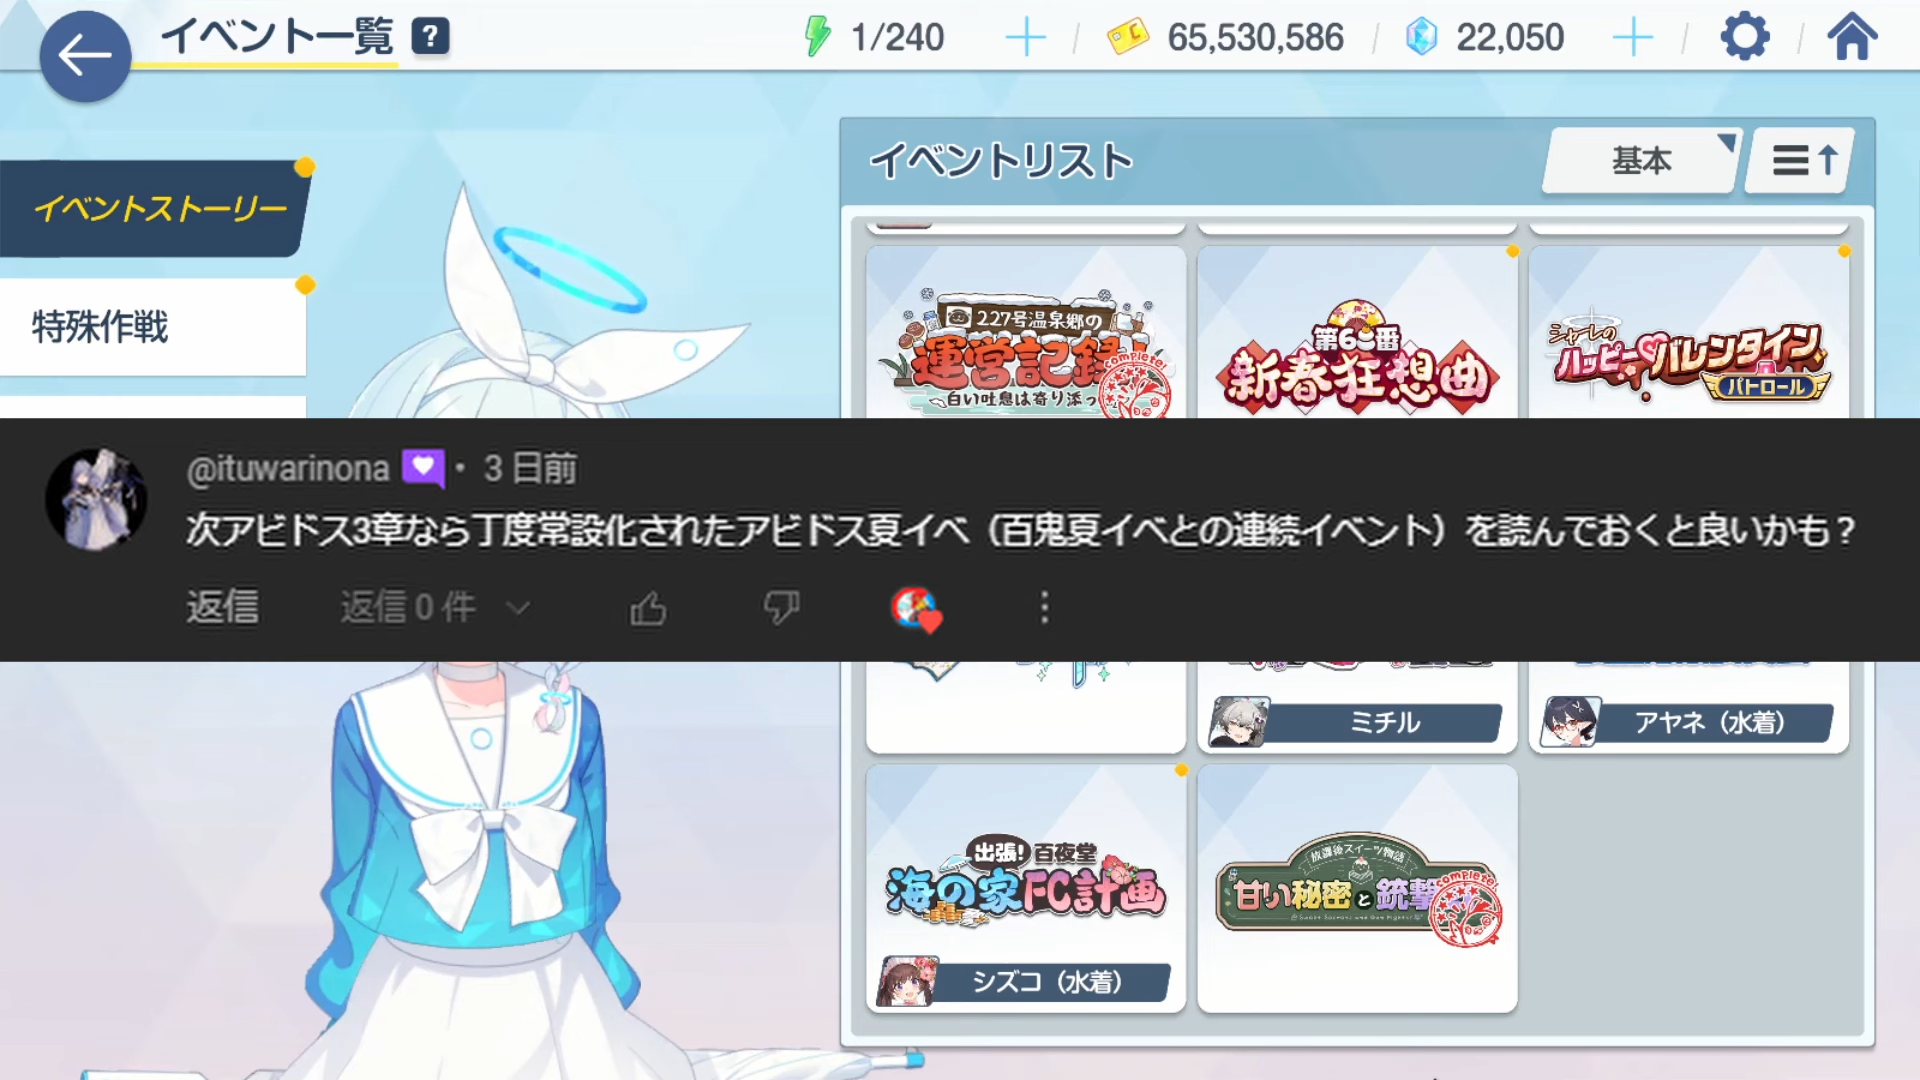 イベント一覧
?
1/240
65,530,586
22,050
イベントストーリー
特殊作戦
イベントリスト
基本
227号温泉郷の
運営記録
白い吐息は寄り添っ
complete!
第62番
新春狂想曲
シャーレの
ハッピーバレンタイン
パトロール
@ituwarinona ・ 3 日前
次アビドス3章なら丁度常設化されたアビドス夏イベ（百鬼夏イベとの連続イベント）を読んでおくと良いかも？
返信
返信 0 件
ミチル
アヤネ（水着）
出張!百夜堂
海の家FC計画
シズコ（水着）
放課後スイーツ物語
甘い秘密と銃撃
complete!